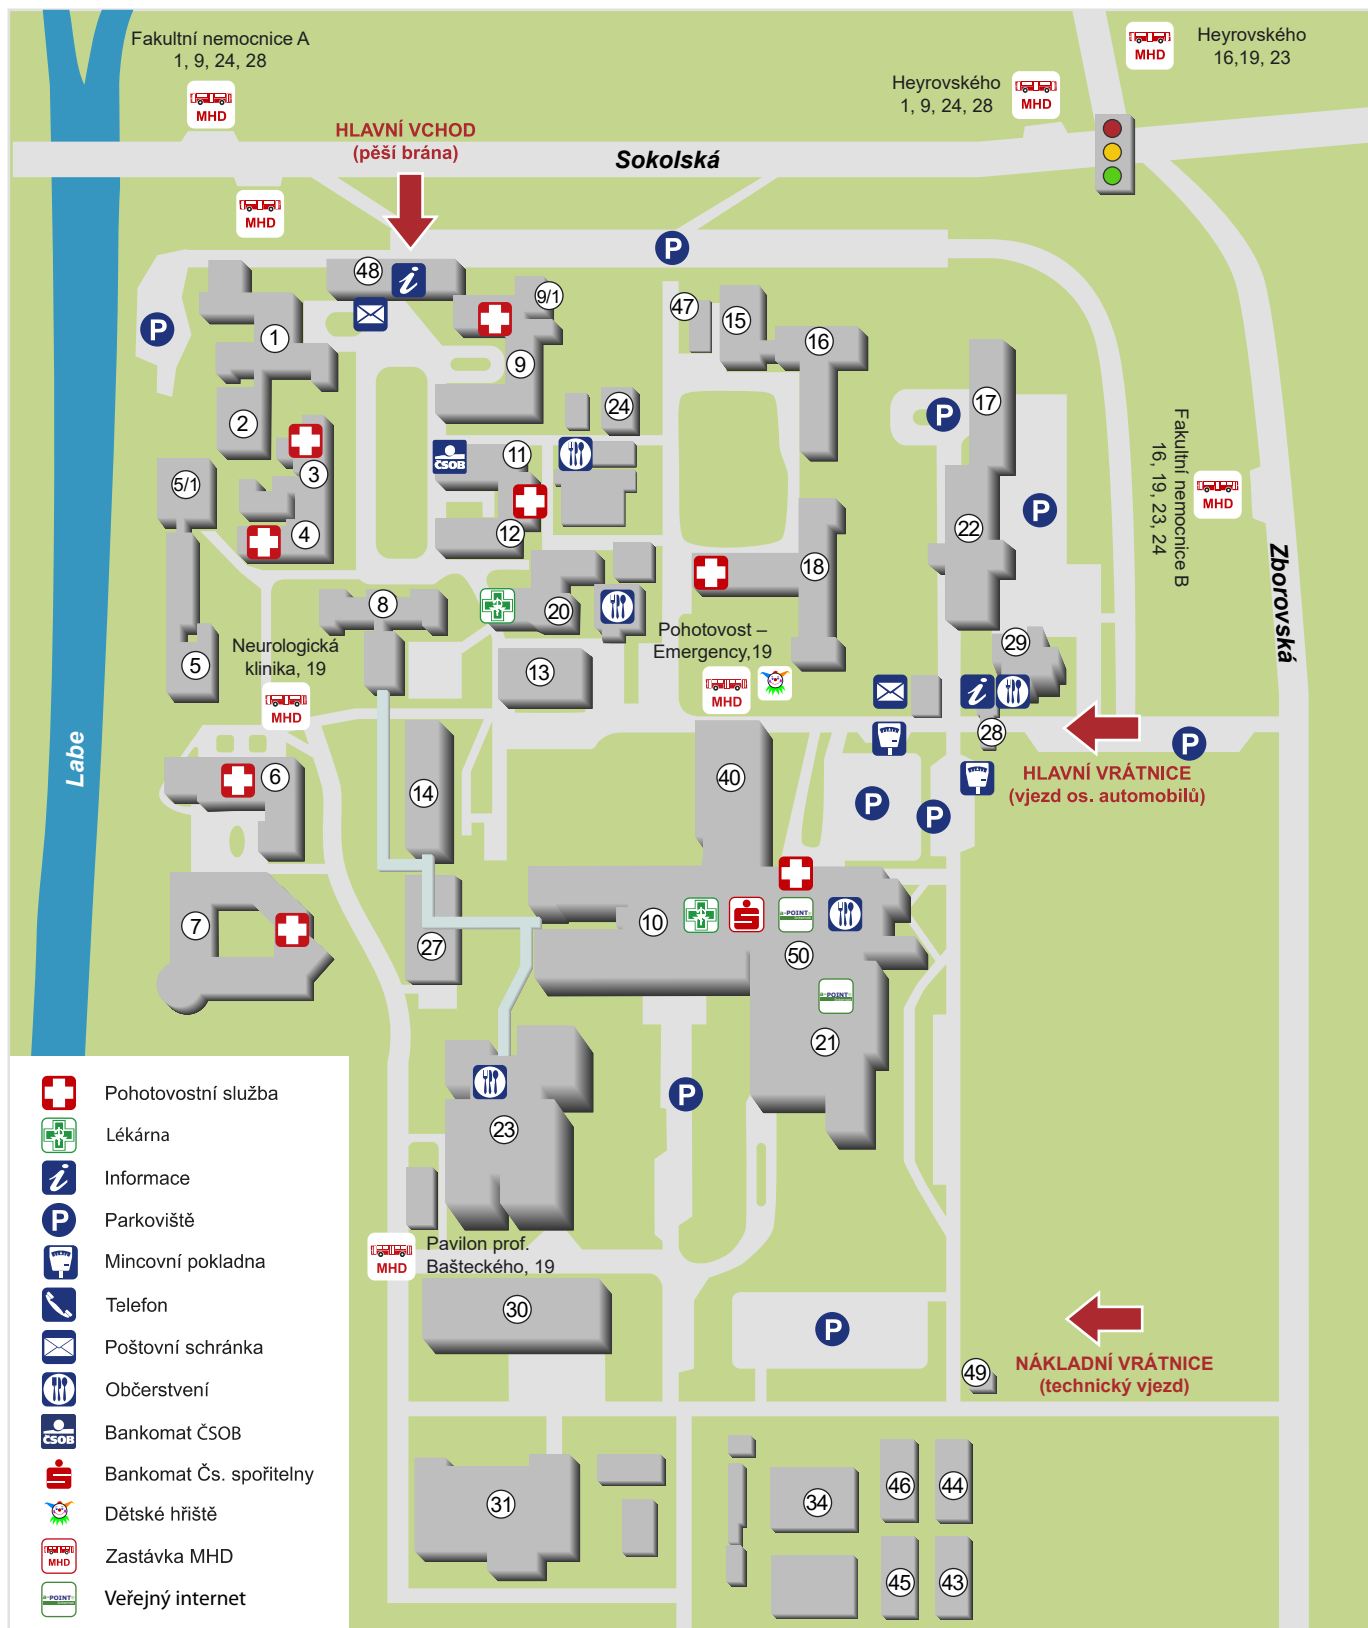 Fakultní nemocnice A
1, 9, 24, 28
MHD
HLAVNÍ VCHOD
(pěší brána)
MHD
Sokolská
Heyrovského
1, 9, 24, 28
MHD
MHD
Heyrovského
16,19, 23
P
48
i
9/1
P
1
9
47
15
16
17
2
24
P
3
ČSOB
11
5/1
4
12
18
22
P
Fakultní nemocnice B
16, 19, 23, 24
MHD
Zborovská
8
20
Neurologická
klinika, 19
MHD
5
13
Pohotovost –
Emergency,19
MHD
29
i
28
P
HLAVNÍ VRÁTNICE
(vjezd os. automobilů)
Labe
6
14
40
P
P
7
27
10
S
a-POINT
50
a-POINT
21
23
P
MHD
Pavilon prof.
Bašteckého, 19
30
P
49
NÁKLADNÍ VRÁTNICE
(technický vjezd)
31
34
46
44
45
43
Pohotovostní služba
Lékárna
i Informace
P Parkoviště
Mincovní pokladna
Telefon
Poštovní schránka
Občerstvení
ČSOB Bankomat ČSOB
S Bankomat Čs. spořitelny
Dětské hřiště
MHD Zastávka MHD
a-POINT Veřejný internet